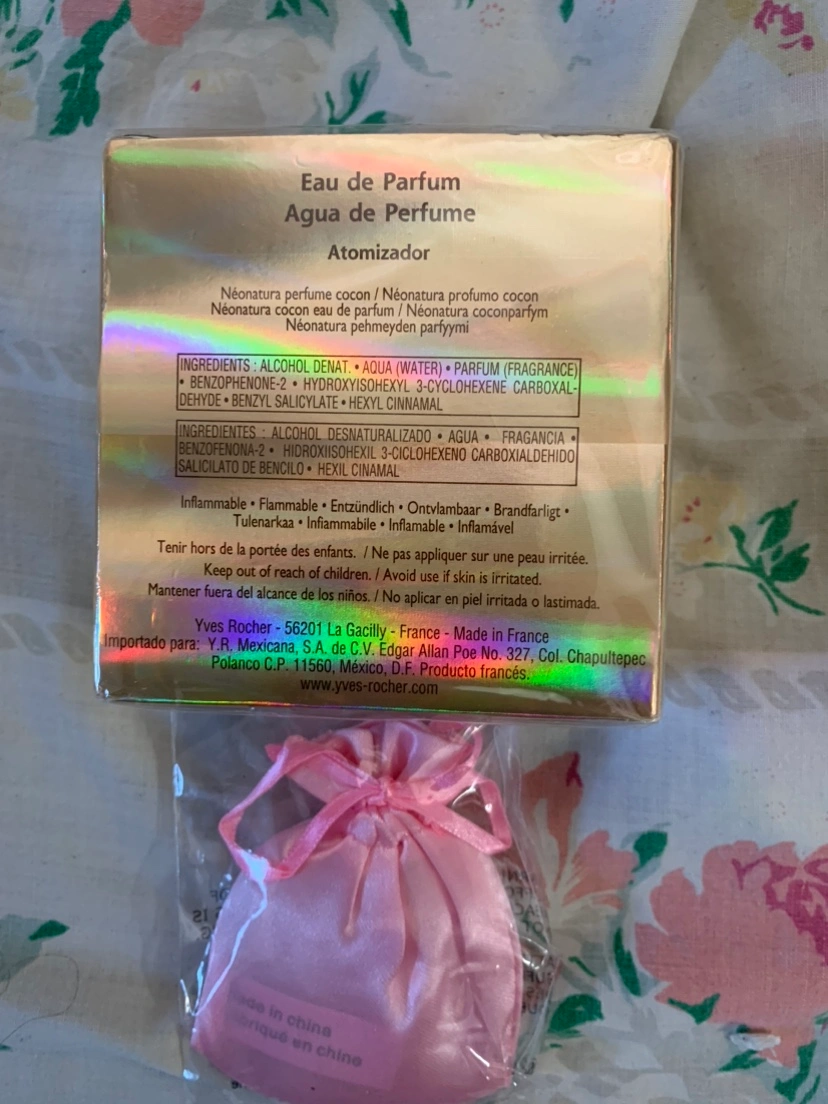 Eau de Parfum
Agua de Perfume
Atomizador
Néonatura perfume cocon / Néonatura profumo cocon
Néonatura cocon eau de parfum / Néonatura coconparfym
Néonatura pehmeyden parfyymi
INGREDIENTS : ALCOHOL DENAT. • AQUA (WATER) • PARFUM (FRAGRANCE)
• BENZOPHENONE-2 • HYDROXYISOHEXYL 3-CYCLOHEXENE CARBOXAL-
DEHYDE • BENZYL SALICYLATE • HEXYL CINNAMAL
INGREDIENTES : ALCOHOL DESNATURALIZADO • AGUA • FRAGANCIA •
BENZOFENONA-2 • HIDROXIISOHEXIL 3-CICLOHEXENO CARBOXIALDEHIDO
SALICILATO DE BENCILO • HEXIL CINAMAL
Inflammable • Flammable • Entzündlich • Ontvlambaar • Brandfarligt •
Tulenarkaa • Infiammabile • Inflamable • Inflamável
Tenir hors de la portée des enfants. / Ne pas appliquer sur une peau irritée.
Keep out of reach of children. / Avoid use if skin is irritated.
Mantener fuera del alcance de los niños. / No aplicar en piel irritada o lastimada.
Yves Rocher - 56201 La Gacilly - France - Made in France
Importado para: Y.R. Mexicana, S.A. de C.V. Edgar Allan Poe No. 327, Col. Chapultepec
Polanco C.P. 11560, México, D.F. Producto francés.
www.yves-rocher.com
in china
en chine